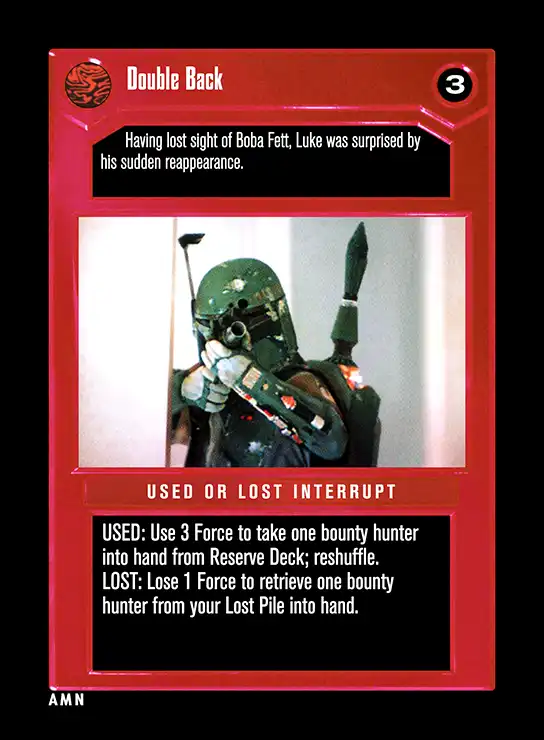 Double Back
3
Having lost sight of Boba Fett, Luke was surprised by
his sudden reappearance.
USED OR LOST INTERRUPT
USED: Use 3 Force to take one bounty hunter
into hand from Reserve Deck; reshuffle.
LOST: Lose 1 Force to retrieve one bounty
hunter from your Lost Pile into hand.
AMN